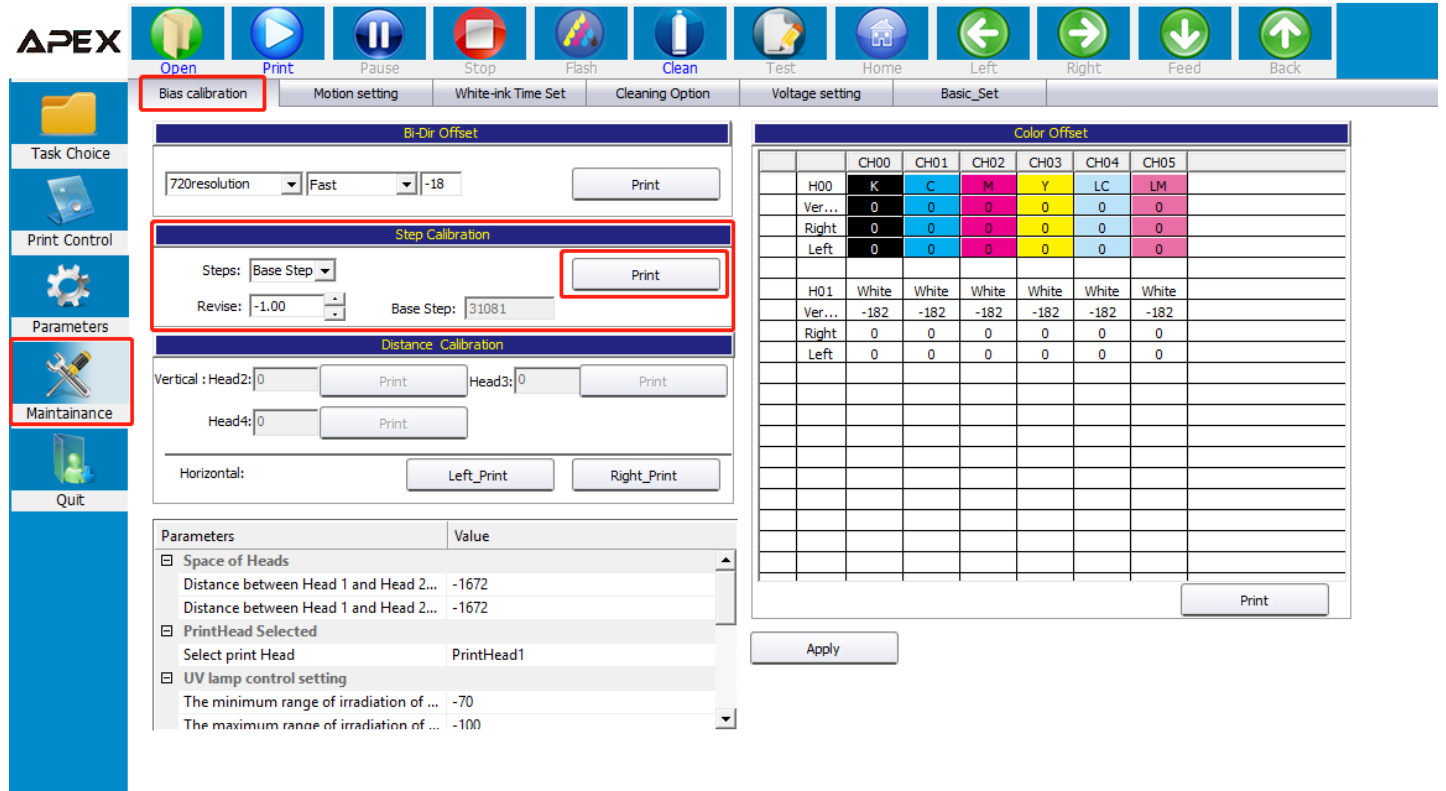 APEX
Open Print Pause Stop Flash Clean Test Home Left Right Feed Back
Bias calibration Motion setting White-ink Time Set Cleaning Option Voltage setting Basic_Set
Task Choice
Print Control
Parameters
Maintainance
Quit
Bi-Dir Offset
720resolution Fast -18 Print
Step Calibration
Steps: Base Step Print
Revise: -1.00 Base Step: 31081
Distance Calibration
Vertical : Head2: 0 Print Head3: 0 Print
Head4: 0 Print
Horizontal: Left_Print Right_Print
Parameters Value
Space of Heads
Distance between Head 1 and Head 2... -1672
Distance between Head 1 and Head 2... -1672
PrintHead Selected
Select print Head PrintHead1
UV lamp control setting
The minimum range of irradiation of ... -70
The maximum range of irradiation of ... -100
Color Offset
CH00 CH01 CH02 CH03 CH04 CH05
H00 K C M Y LC LM
Ver... 0 0 0 0 0 0
Right 0 0 0 0 0 0
Left 0 0 0 0 0 0
H01 White White White White White White
Ver... -182 -182 -182 -182 -182 -182
Right 0 0 0 0 0 0
Left 0 0 0 0 0 0
Print
Apply